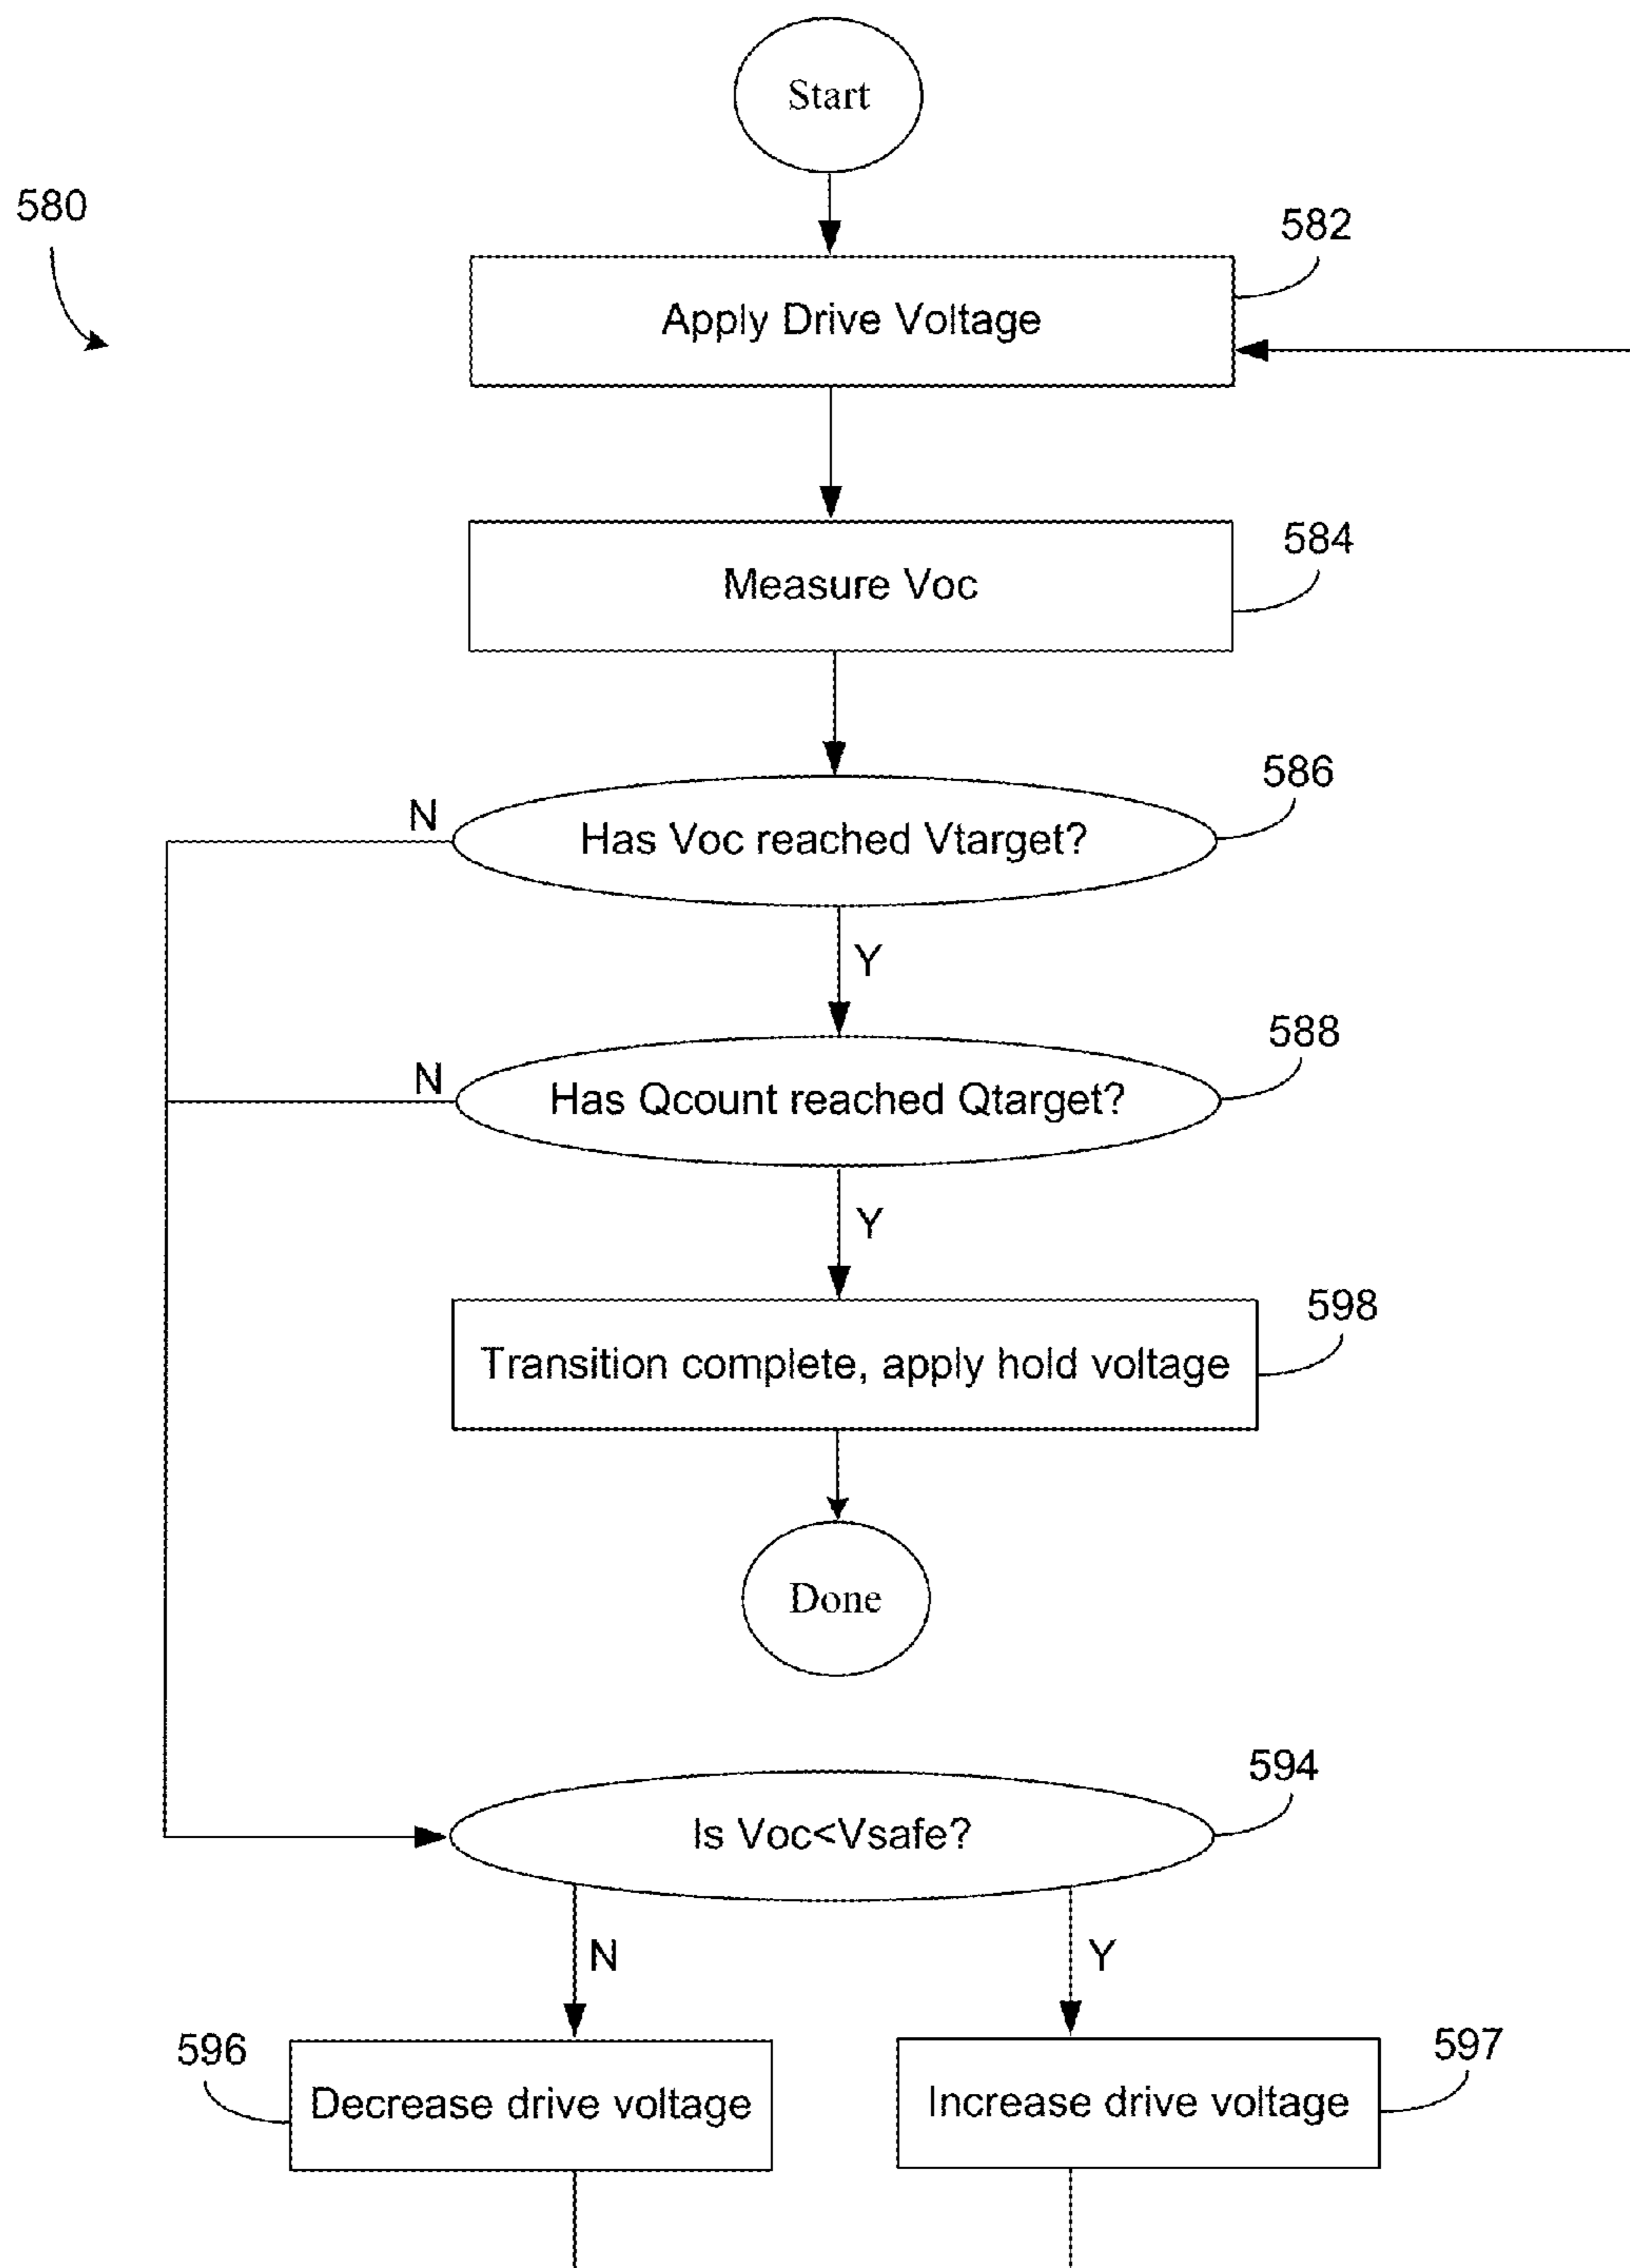 Start
580
582
Apply Drive Voltage
584
Measure Voc
586
N
Has Voc reached Vtarget?
Y
588
N
Has Qcount reached Qtarget?
Y
598
Transition complete, apply hold voltage
Done
594
Is Voc<Vsafe?
N
Y
596
597
Decrease drive voltage
Increase drive voltage